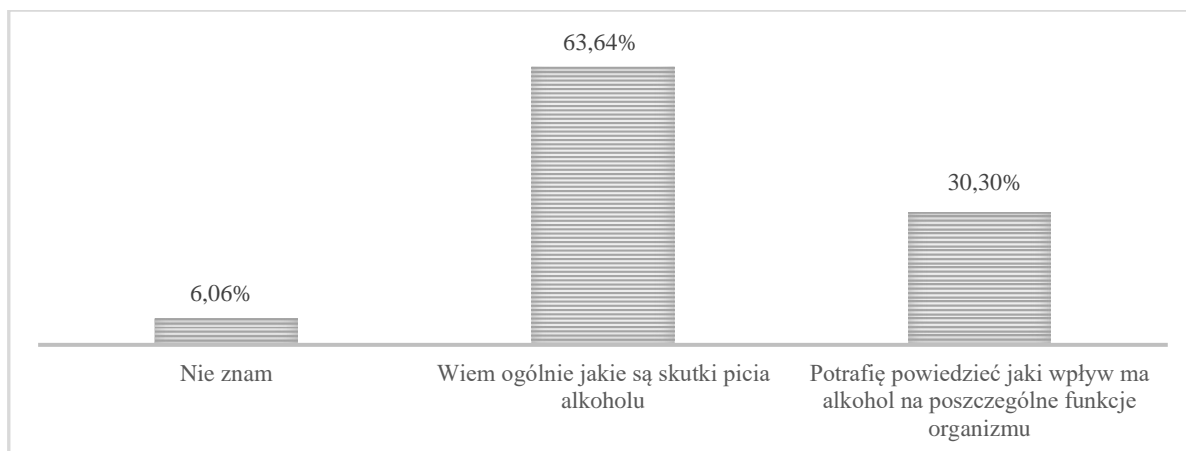 63,64%
30,30%
6,06%
Nie znam
Wiem ogólnie jakie są skutki picia
alkoholu
Potrafię powiedzieć jaki wpływ ma
alkohol na poszczególne funkcje
organizmu